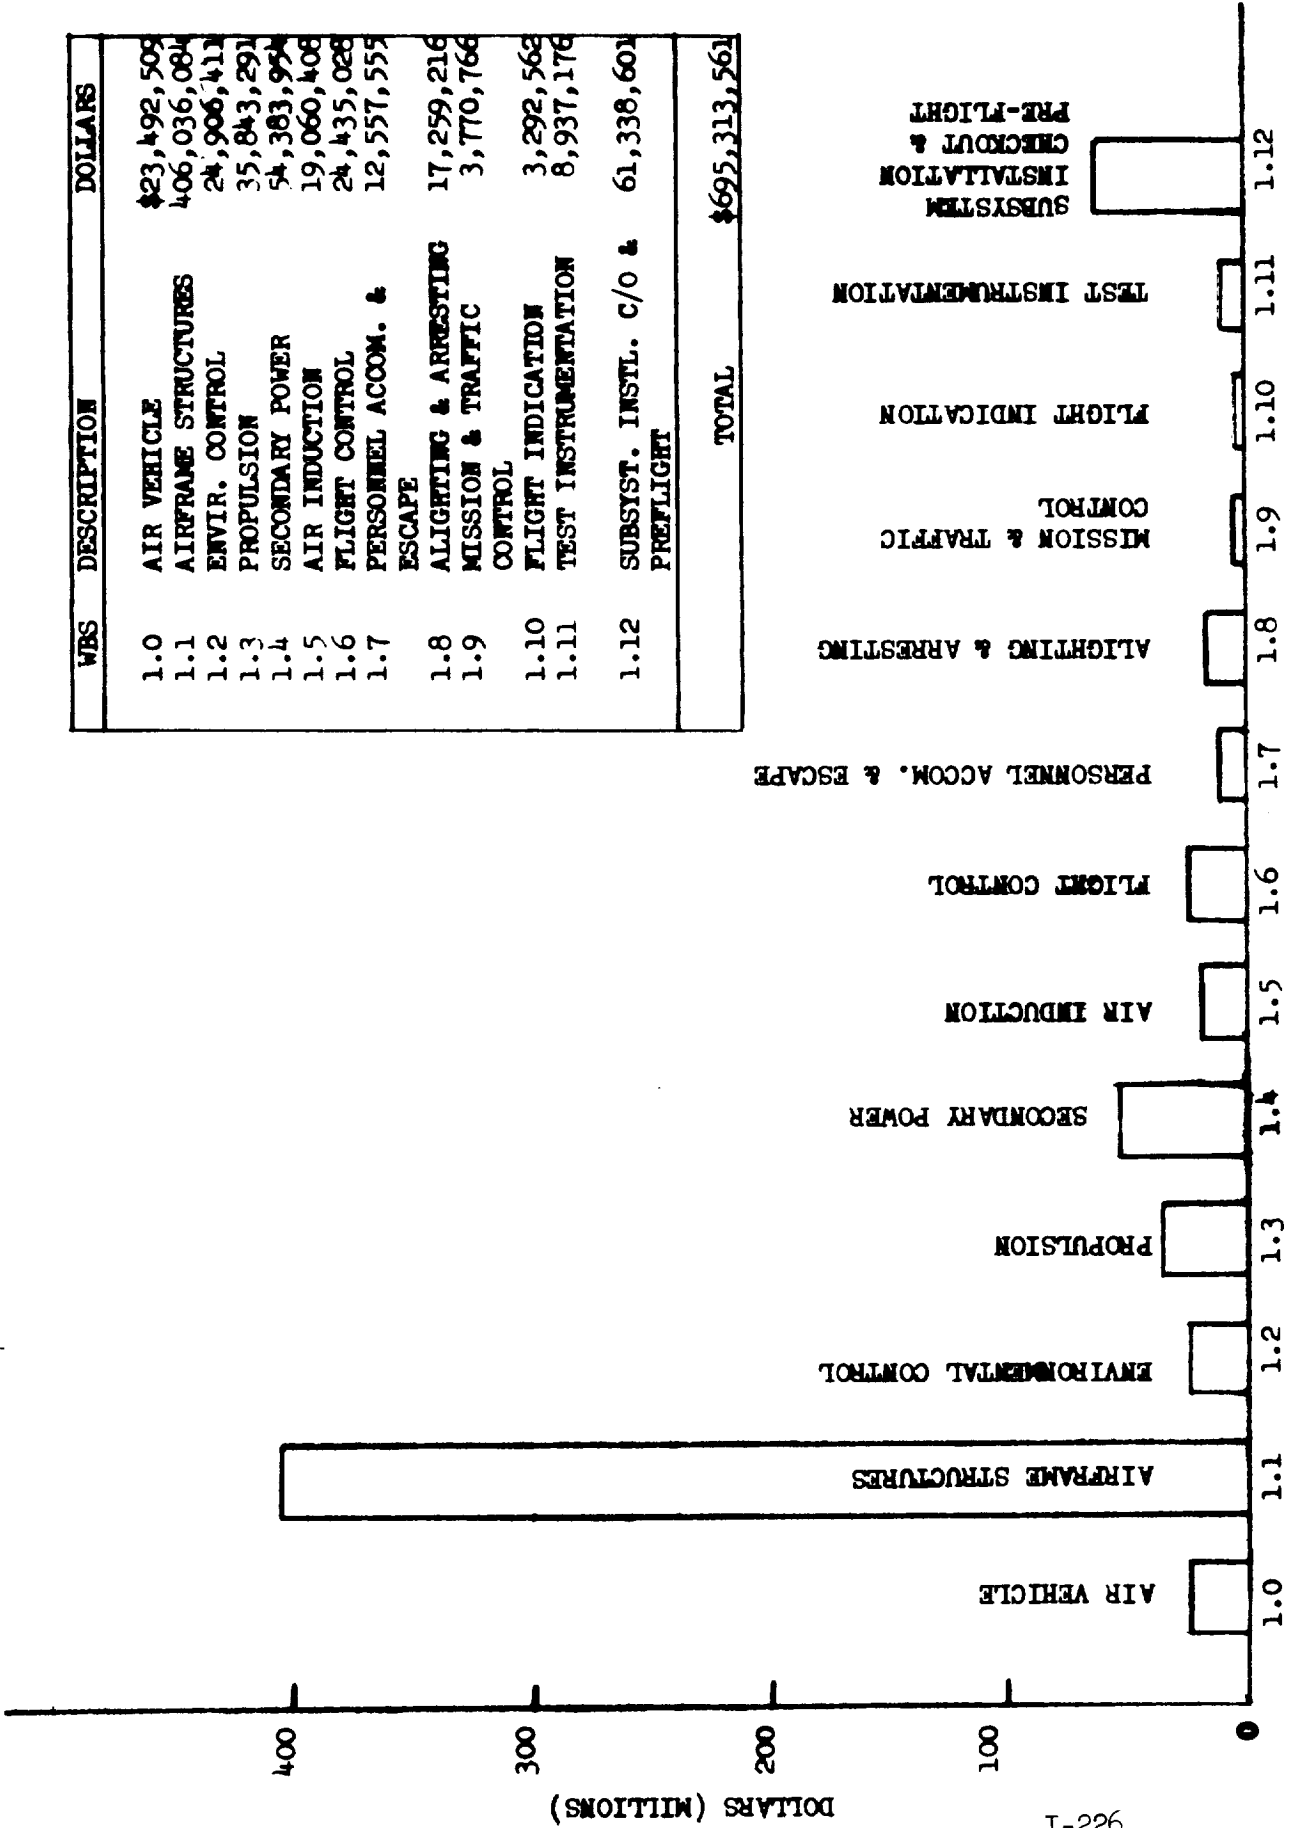 WBS DESCRIPTION DOLLARS
1.0 AIR VEHICLE $23,492,509
1.1 AIRFRAME STRUCTURES 406,036,084
1.2 ENVIR. CONTROL 24,906,411
1.3 PROPULSION 35,843,291
1.4 SECONDARY POWER 54,383,954
1.5 AIR INDUCTION 19,060,408
1.6 FLIGHT CONTROL 24,435,028
1.7 PERSONNEL ACCOM. & 12,557,555
ESCAPE
1.8 ALIGHTING & ARRESTING 17,259,216
1.9 MISSION & TRAFFIC 3,770,766
CONTROL
1.10 FLIGHT INDICATION 3,292,562
1.11 TEST INSTRUMENTATION 8,937,176
1.12 SUBSYST. INSTL. C/O & 61,338,601
PREFLIGHT
TOTAL $695,313,561
DOLLARS (MILLIONS)
400
300
200
100
0
AIR VEHICLE
AIRFRAME STRUCTURES
ENVIRONMENTAL CONTROL
PROPULSION
SECONDARY POWER
AIR INDUCTION
FLIGHT CONTROL
PERSONNEL ACCOM. & ESCAPE
ALIGHTING & ARRESTING
MISSION & TRAFFIC
CONTROL
FLIGHT INDICATION
TEST INSTRUMENTATION
SUBSYSTEM
INSTALLATION
CHECKOUT &
PRE-FLIGHT
1.0 1.1 1.2 1.3 1.4 1.5 1.6 1.7 1.8 1.9 1.10 1.11 1.12
I-226